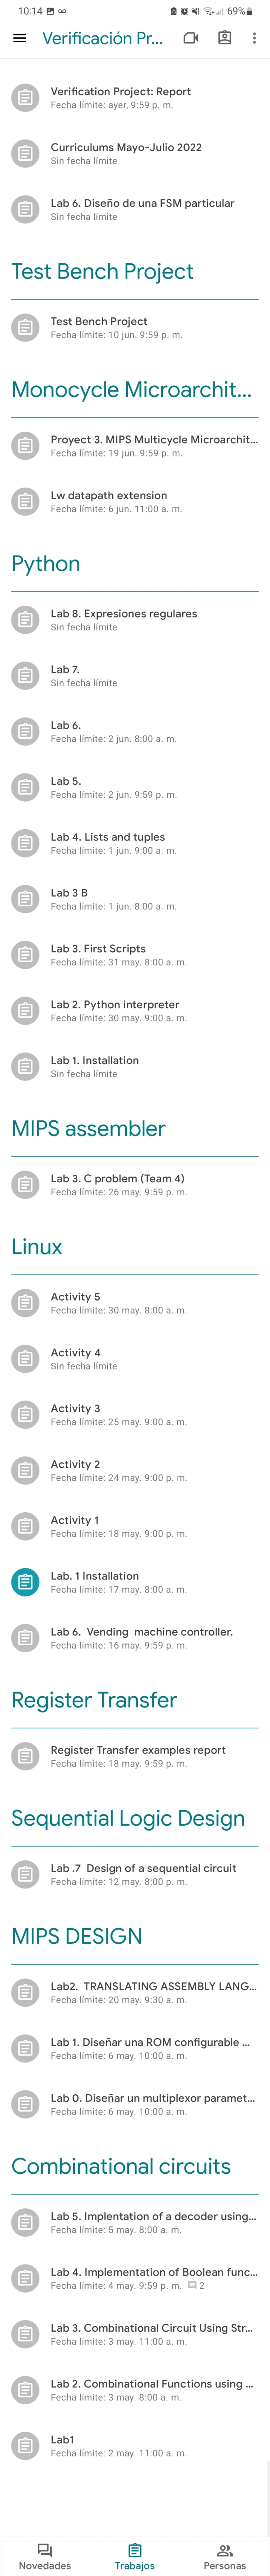 10:14 69%
Verificación Pr...
Verification Project: Report
Fecha límite: ayer, 9:59 p. m.
Curriculums Mayo-Julio 2022
Sin fecha límite
Lab 6. Diseño de una FSM particular
Sin fecha límite
Test Bench Project
Test Bench Project
Fecha límite: 10 jun. 9:59 p. m.
Monocycle Microarchit...
Proyect 3. MIPS Multicycle Microarchit...
Fecha límite: 19 jun. 9:59 p. m.
Lw datapath extension
Fecha límite: 6 jun. 11:00 a. m.
Python
Lab 8. Expresiones regulares
Sin fecha límite
Lab 7.
Sin fecha límite
Lab 6.
Fecha límite: 2 jun. 8:00 a. m.
Lab 5.
Fecha límite: 2 jun. 9:59 p. m.
Lab 4. Lists and tuples
Fecha límite: 1 jun. 9:00 a. m.
Lab 3 B
Fecha límite: 1 jun. 8:00 a. m.
Lab 3. First Scripts
Fecha límite: 31 may. 8:00 a. m.
Lab 2. Python interpreter
Fecha límite: 30 may. 9:00 a. m.
Lab 1. Installation
Sin fecha límite
MIPS assembler
Lab 3. C problem (Team 4)
Fecha límite: 26 may. 9:59 p. m.
Linux
Activity 5
Fecha límite: 30 may. 8:00 a. m.
Activity 4
Sin fecha límite
Activity 3
Fecha límite: 25 may. 9:00 a. m.
Activity 2
Fecha límite: 24 may. 9:00 p. m.
Activity 1
Fecha límite: 18 may. 9:00 p. m.
Lab. 1 Installation
Fecha límite: 17 may. 8:00 a. m.
Lab 6. Vending machine controller.
Fecha límite: 16 may. 9:59 p. m.
Register Transfer
Register Transfer examples report
Fecha límite: 18 may. 9:59 p. m.
Sequential Logic Design
Lab .7 Design of a sequential circuit
Fecha límite: 12 may. 8:00 p. m.
MIPS DESIGN
Lab2. TRANSLATING ASSEMBLY LANG...
Fecha límite: 20 may. 9:30 a. m.
Lab 1. Diseñar una ROM configurable ...
Fecha límite: 6 may. 10:00 a. m.
Lab 0. Diseñar un multiplexor paramet...
Fecha límite: 6 may. 10:00 a. m.
Combinational circuits
Lab 5. Implentation of a decoder using...
Fecha límite: 5 may. 8:00 a. m.
Lab 4. Implementation of Boolean func...
Fecha límite: 4 may. 9:59 p. m. 2
Lab 3. Combinational Circuit Using Str...
Fecha límite: 3 may. 11:00 a. m.
Lab 2. Combinational Functions using ...
Fecha límite: 3 may. 8:00 a. m.
Lab1
Fecha límite: 2 may. 11:00 a. m.
Novedades Trabajos Personas